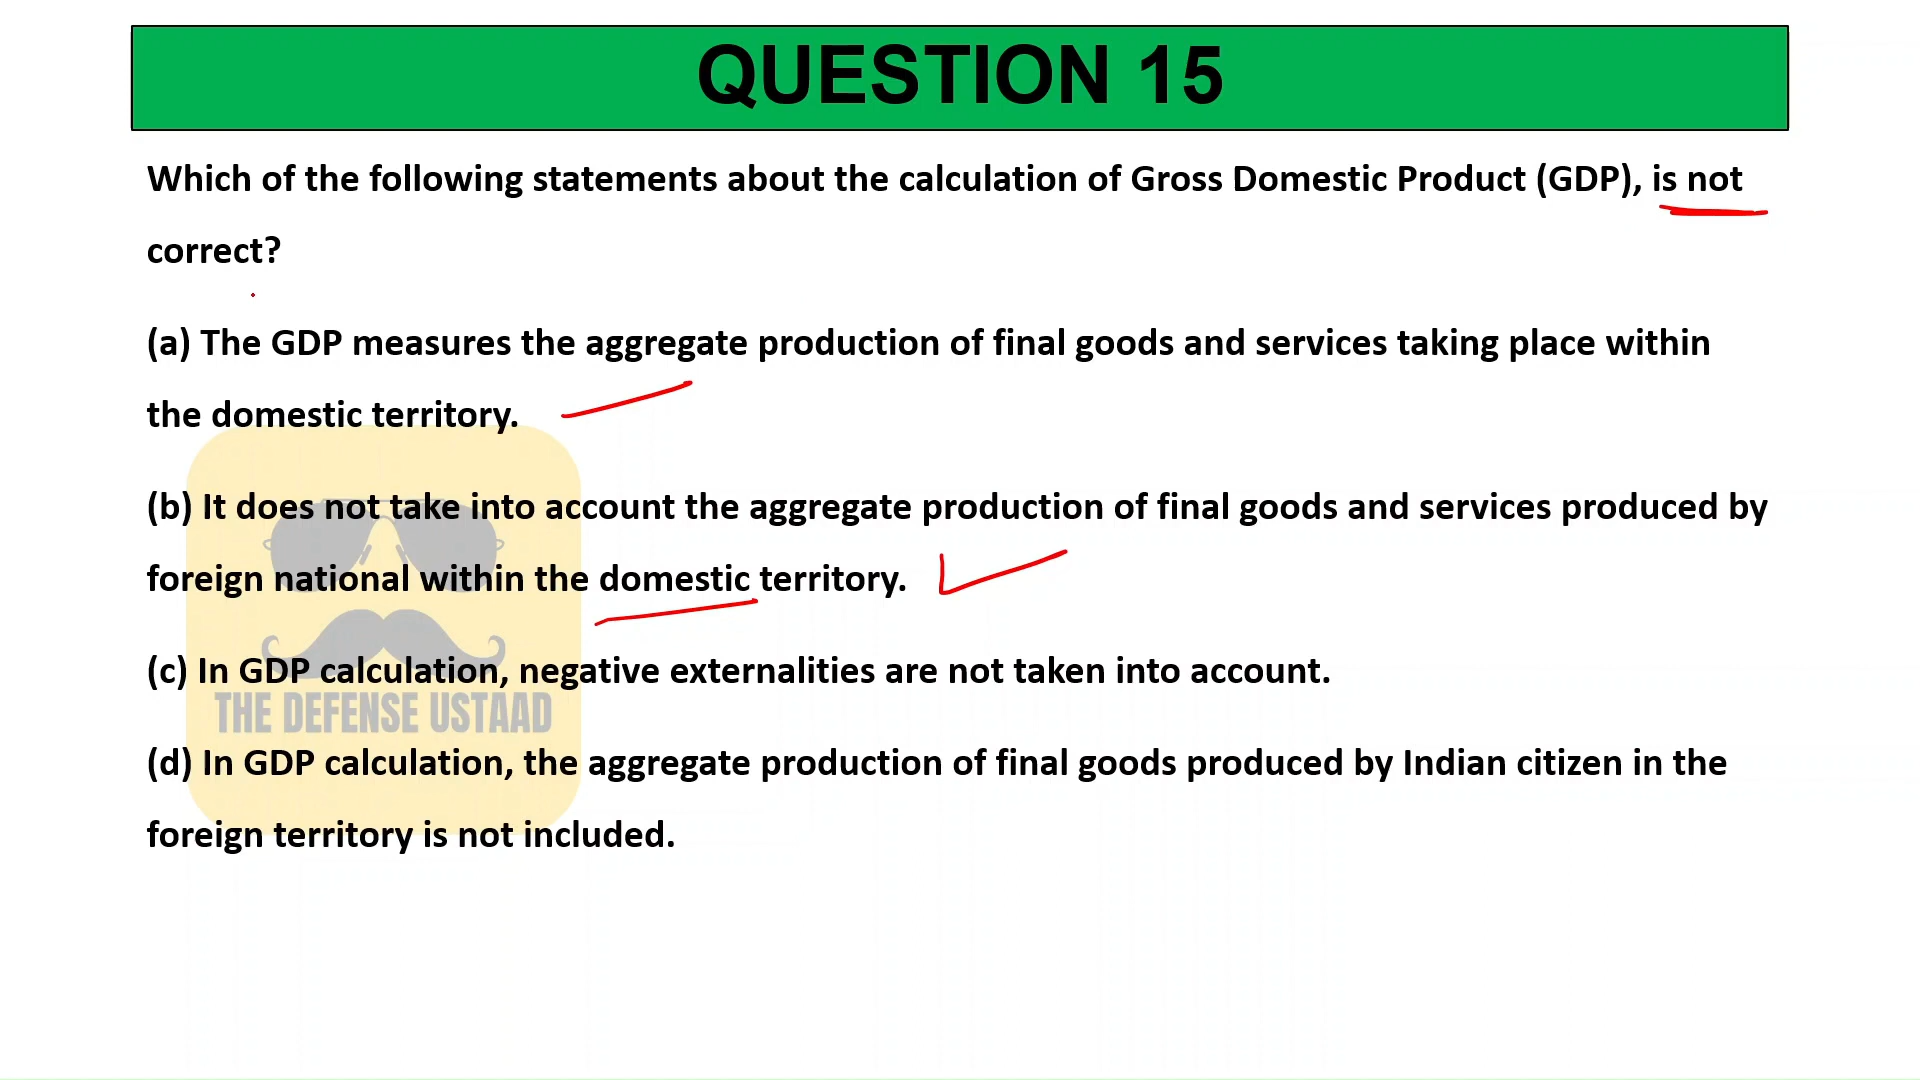 QUESTION 15
Which of the following statements about the calculation of Gross Domestic Product (GDP), is not
correct?
(a) The GDP measures the aggregate production of final goods and services taking place within
the domestic territory.
(b) It does not take into account the aggregate production of final goods and services produced by
foreign national within the domestic territory.
(c) In GDP calculation, negative externalities are not taken into account.
THE DEFENSE USTAAD
(d) In GDP calculation, the aggregate production of final goods produced by Indian citizen in the
foreign territory is not included.